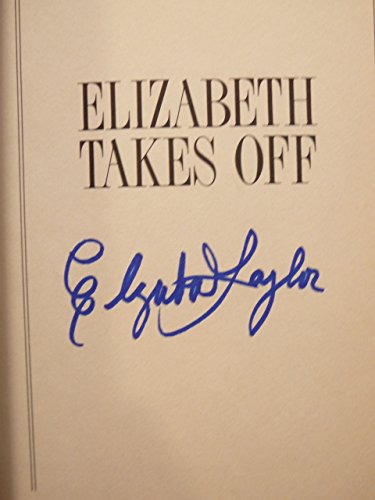 ELIZABETH
TAKES OFF
Elizabeth Taylor